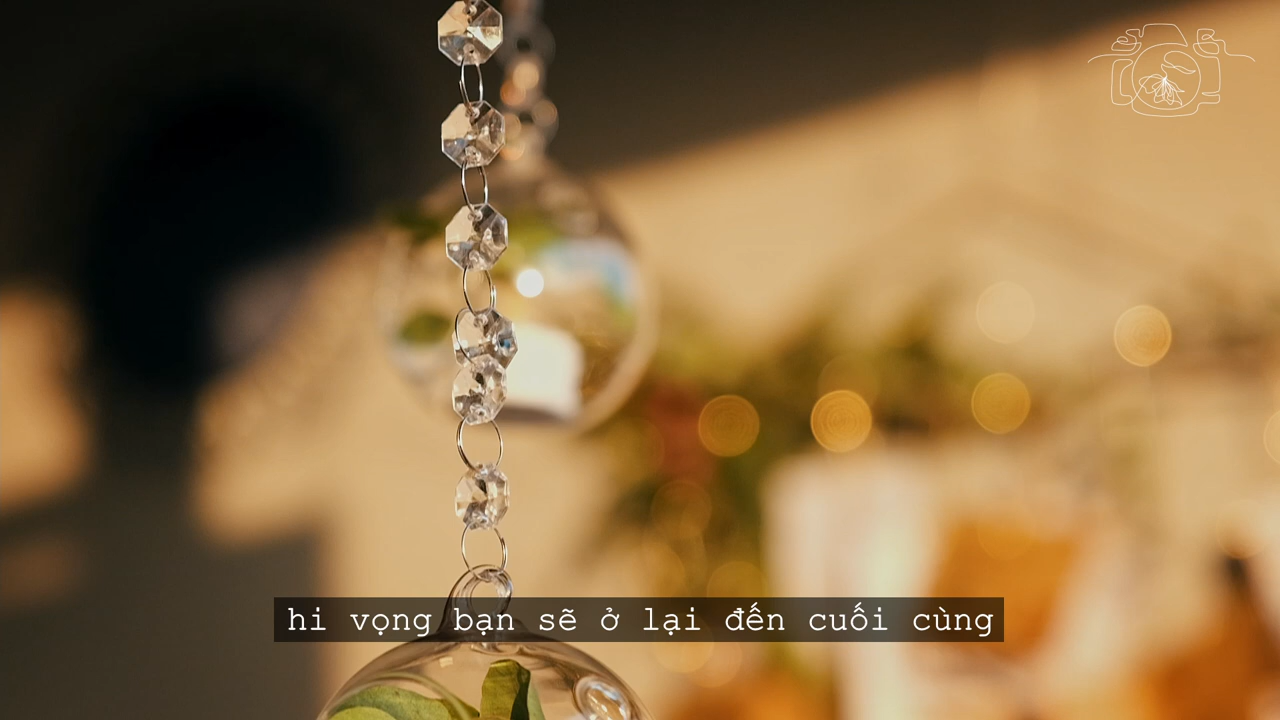 hi vọng bạn sẽ ở lại đến cuối cùng